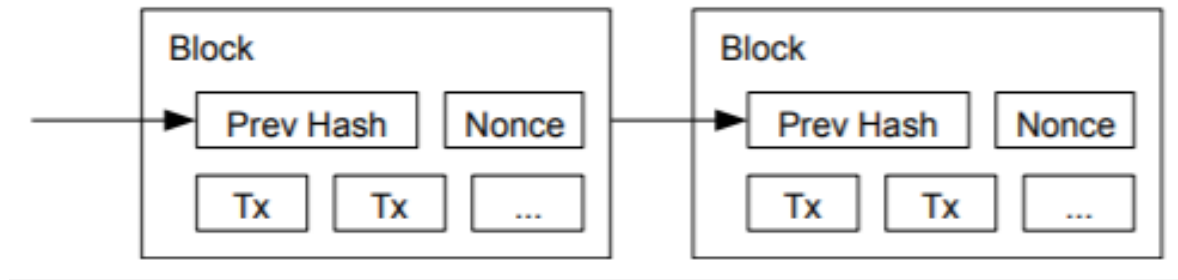 Block
Prev Hash Nonce
Tx Tx ...
Block
Prev Hash Nonce
Tx Tx ...